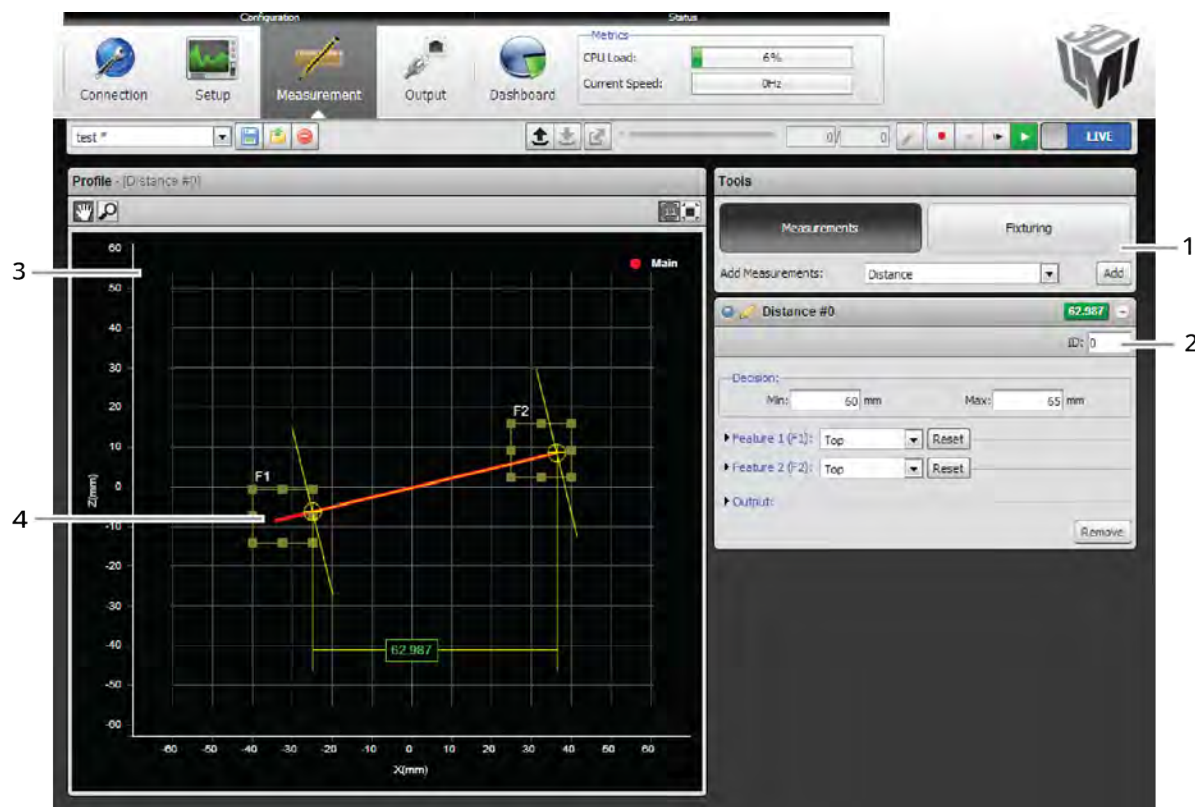 Configuration
Status
Connection
Setup
Measurement
Output
Dashboard
Metrics
CPU Load: 6%
Current Speed: 0Hz
3D
LMI
test *
0/ 0
LIVE
Profile - [Distance #0]
60
50
40
30
20
10
0
-10
-20
-30
-40
-50
-60
Z(mm)
Main
F1
F2
62.987
-60 -50 -40 -30 -20 -10 0 10 20 30 40 50 60
X(mm)
3
4
Tools
Measurements
Fixturing
Add Measurements: Distance Add
1
Distance #0 62.987
ID: 0
2
Decision:
Min: 60 mm Max: 65 mm
Feature 1 (F1): Top Reset
Feature 2 (F2): Top Reset
Output:
Remove